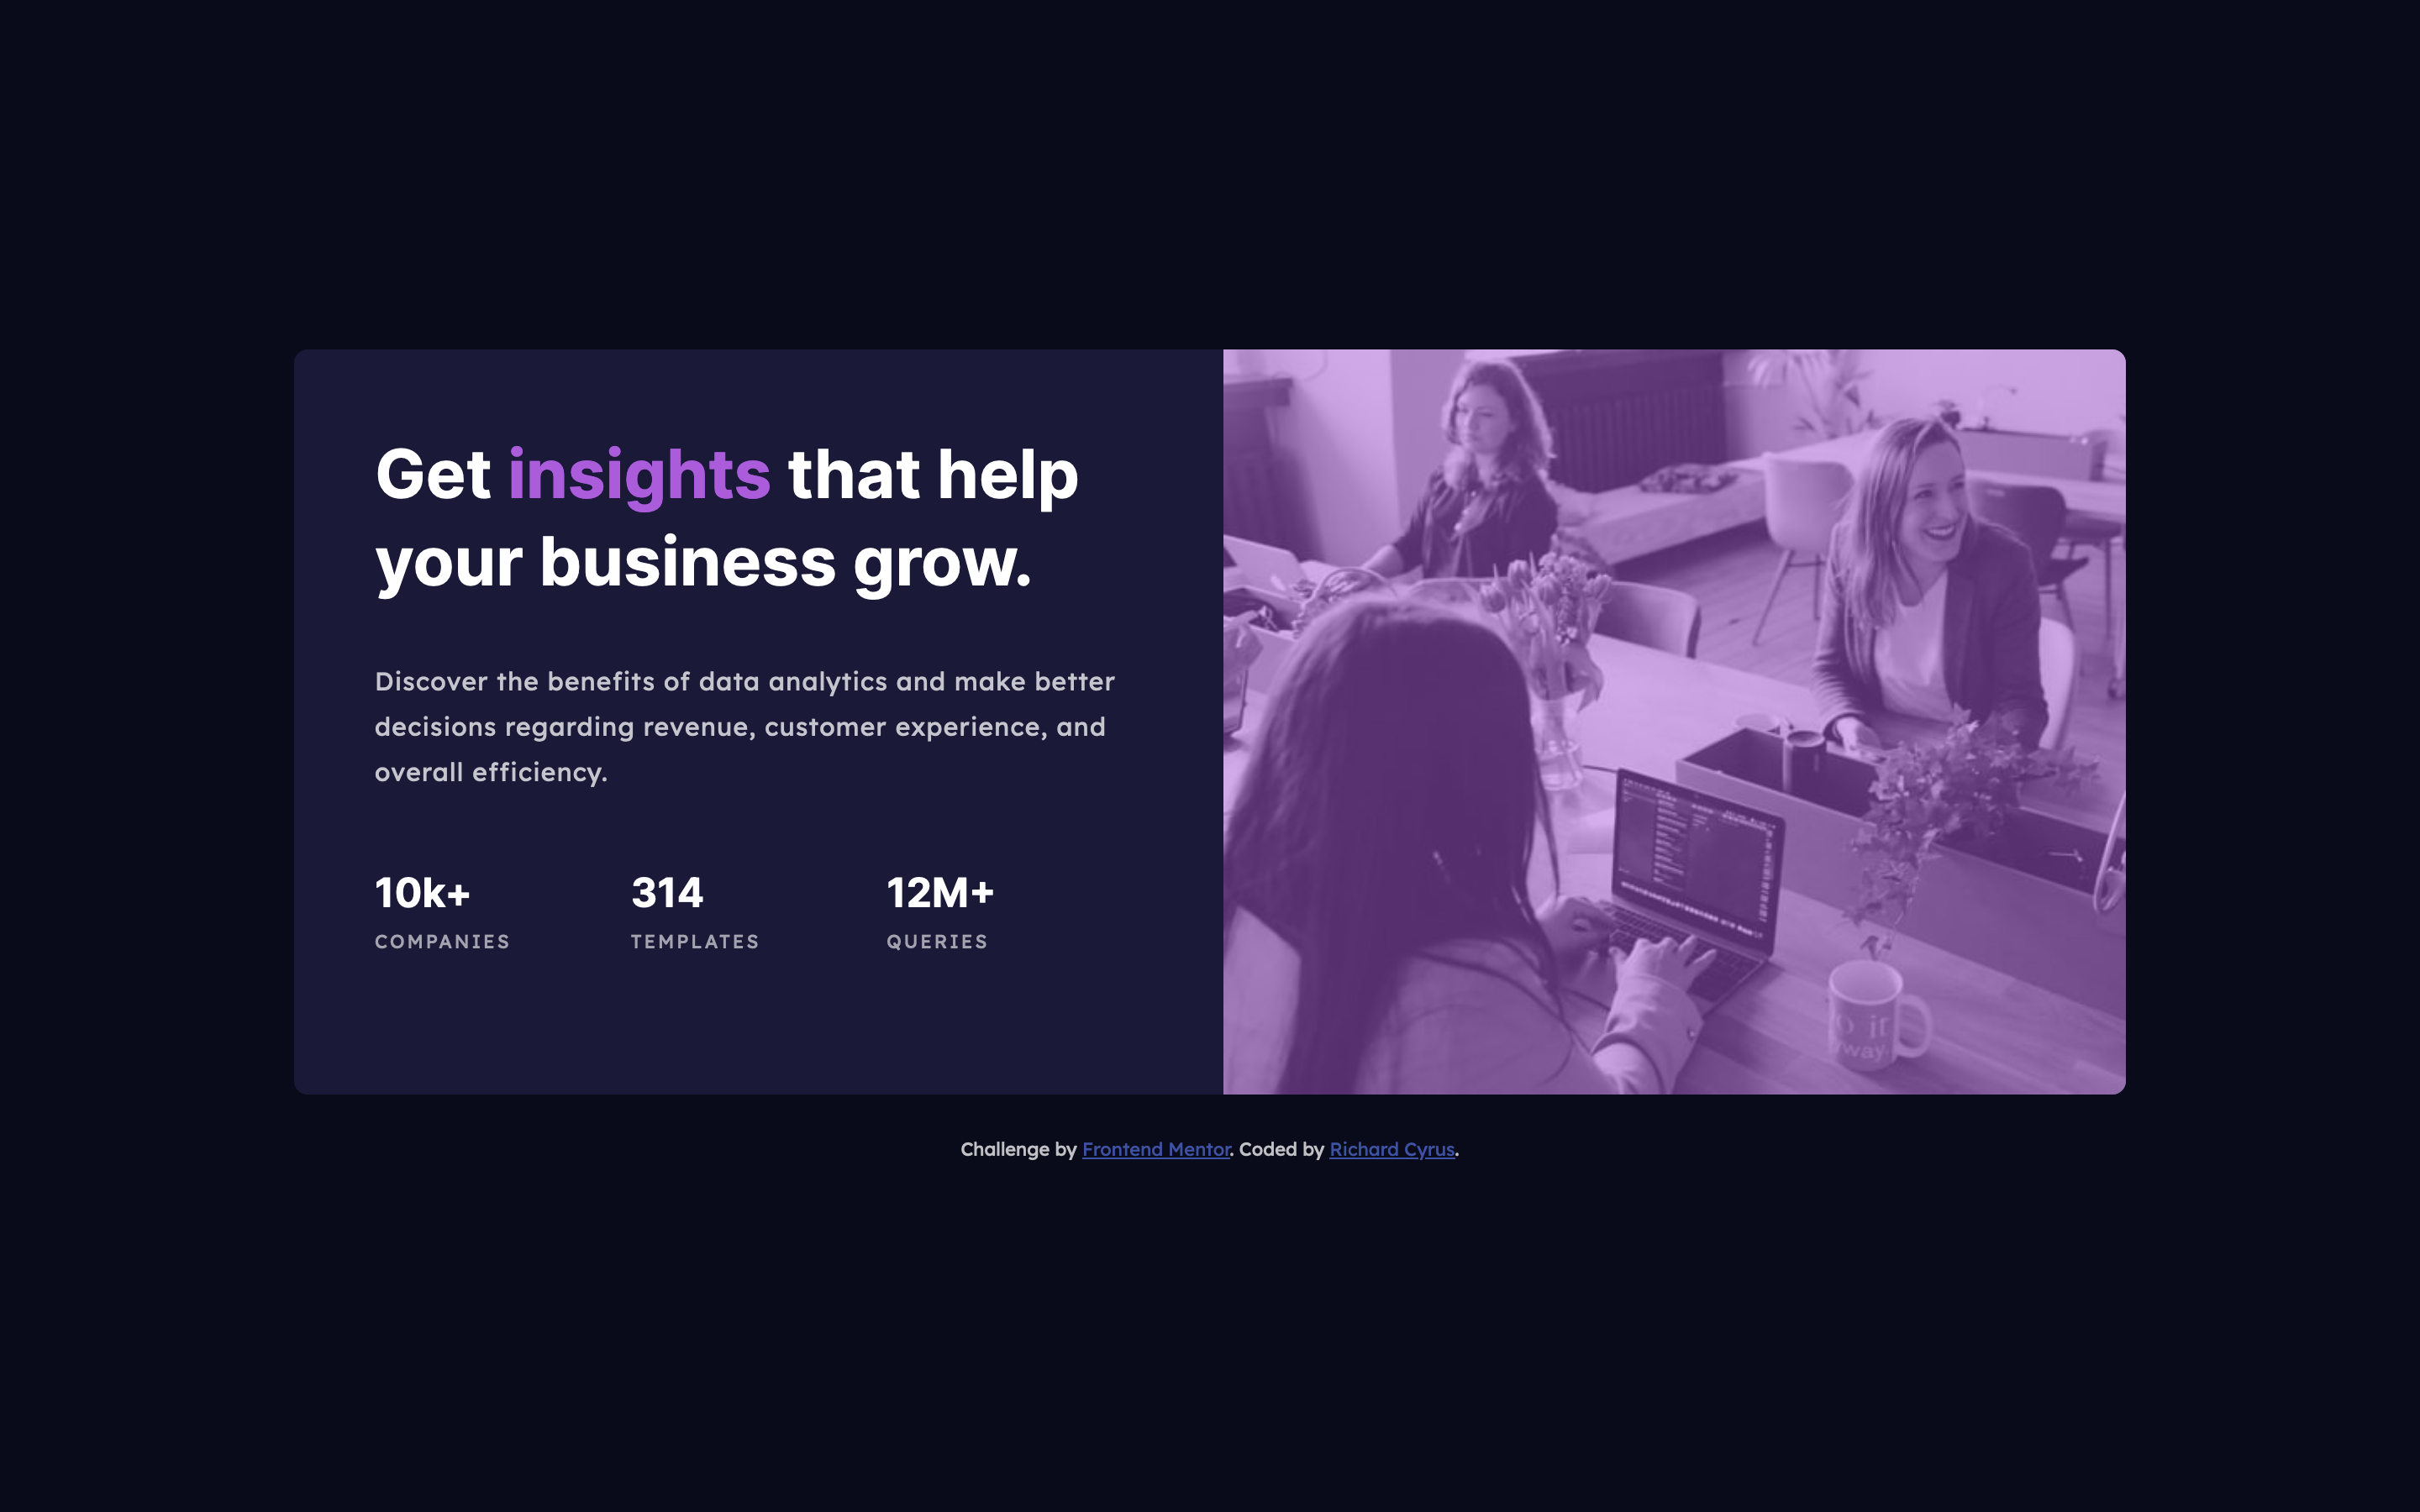 Get insights that help
your business grow.
Discover the benefits of data analytics and make better
decisions regarding revenue, customer experience, and
overall efficiency.
10k+
COMPANIES
314
TEMPLATES
12M+
QUERIES
Challenge by Frontend Mentor. Coded by Richard Cyrus.